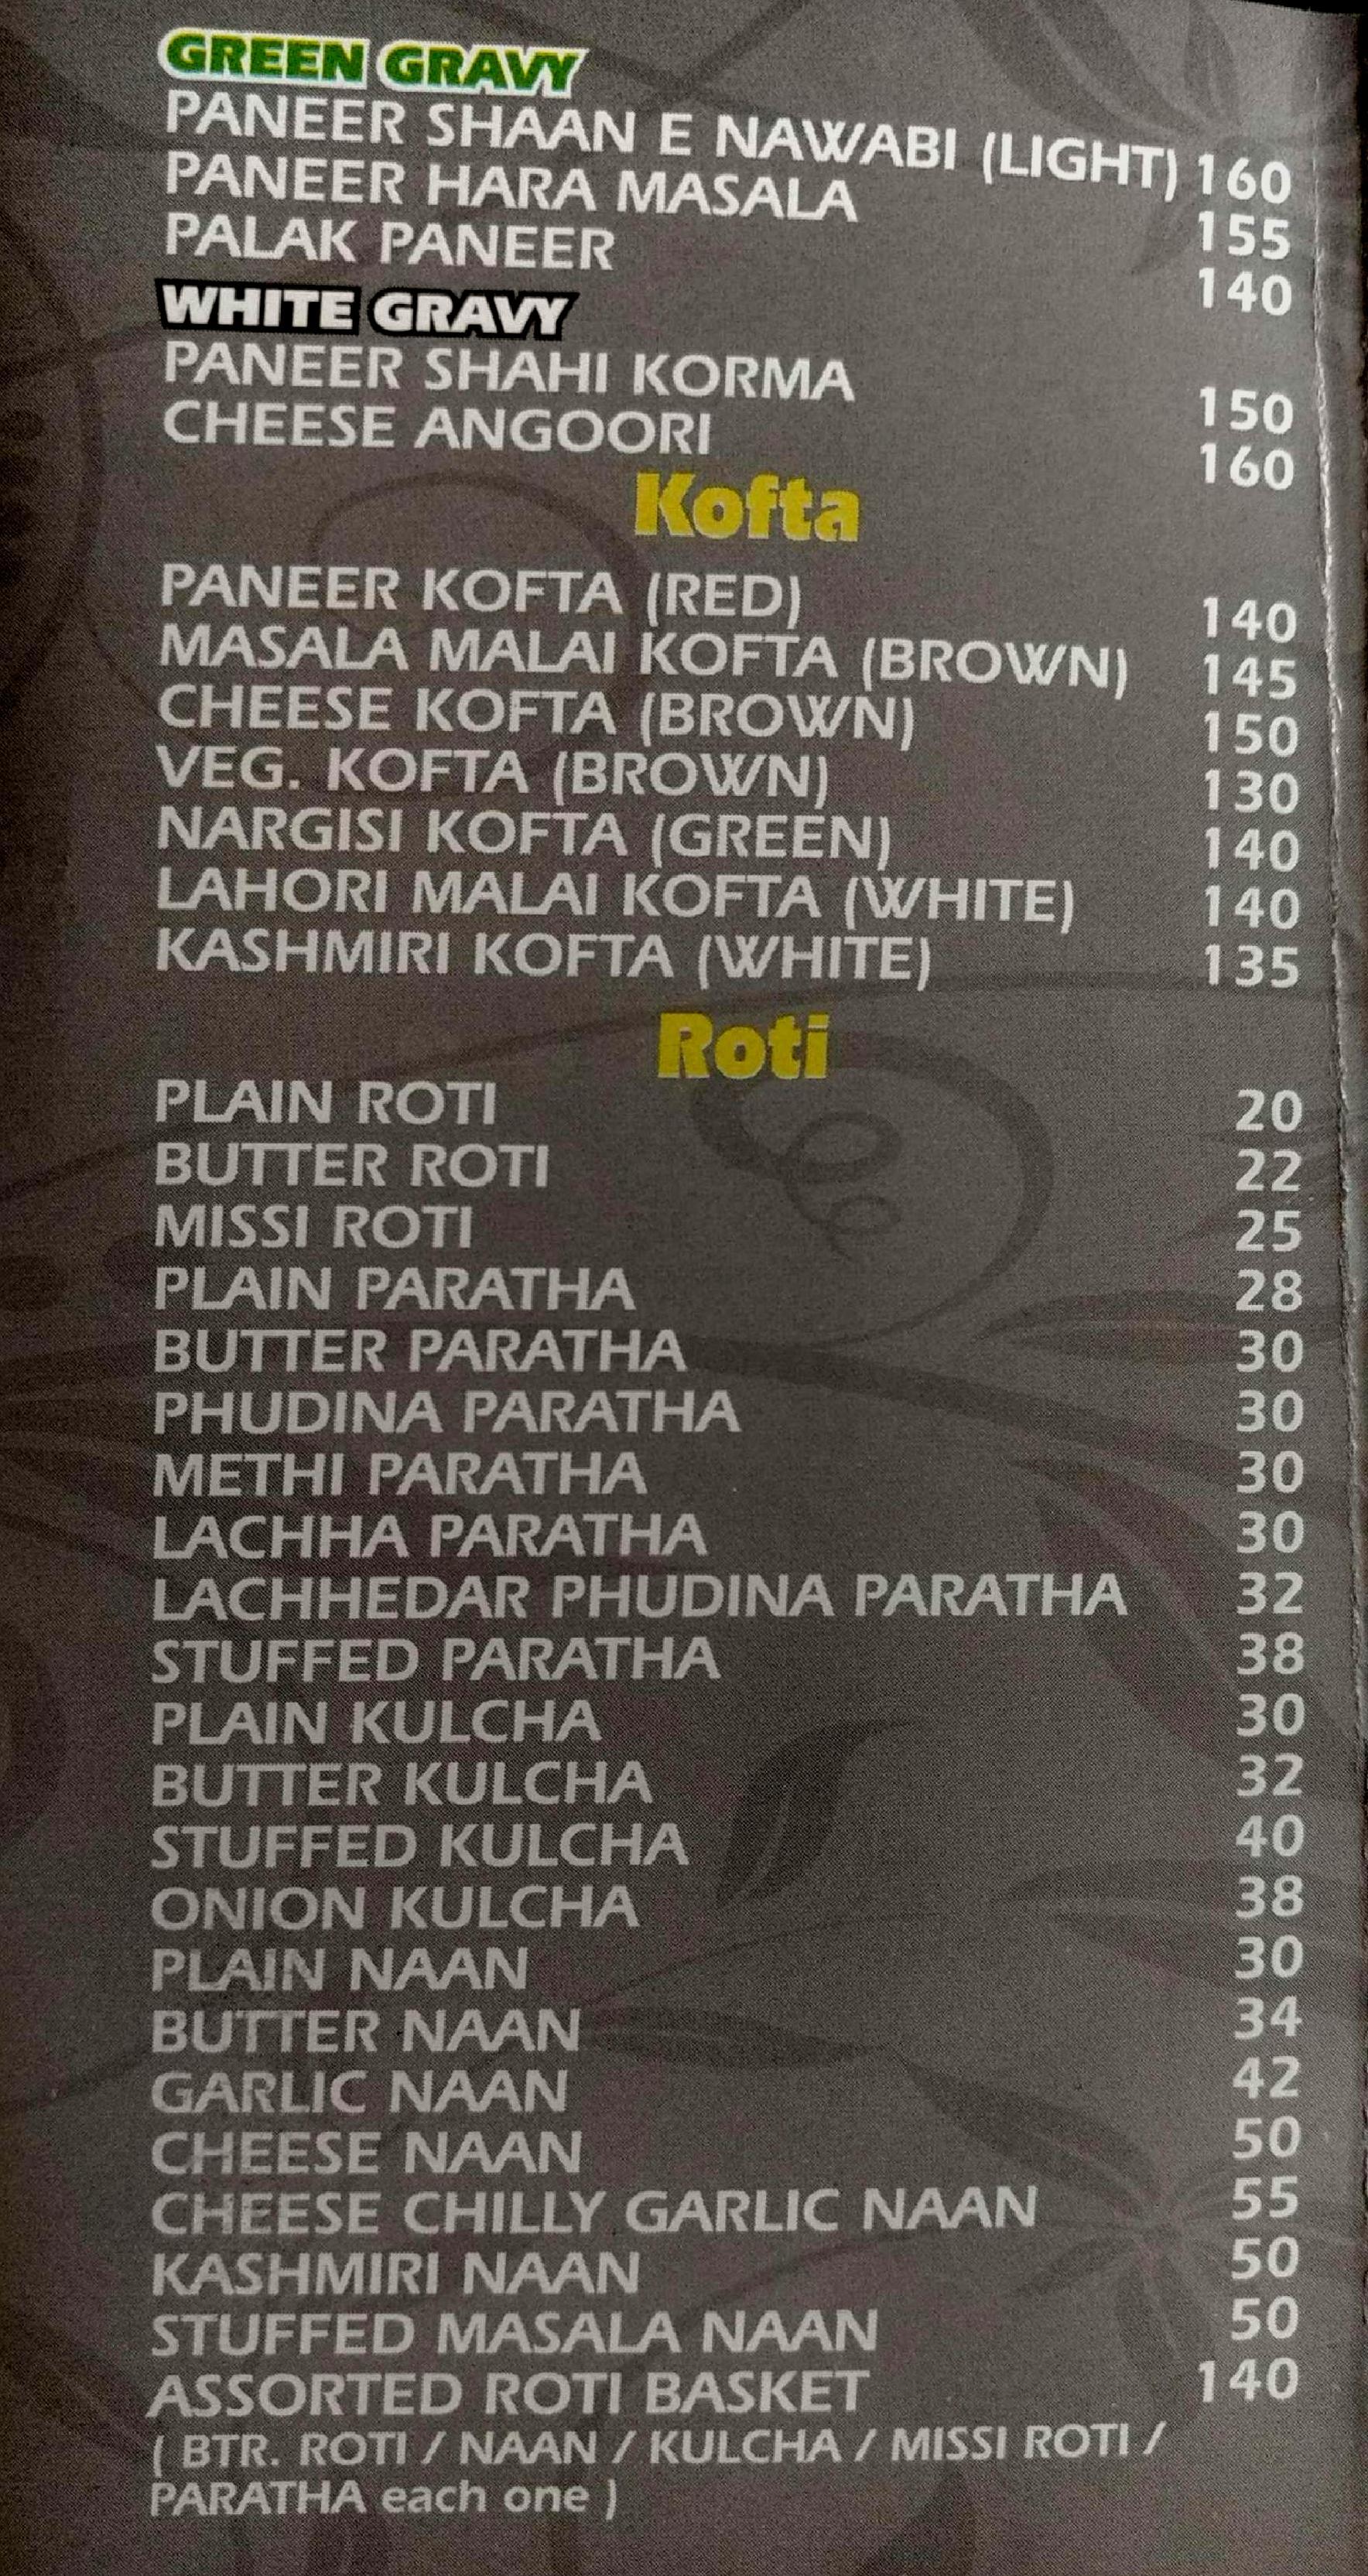 GREEN GRAVY
PANEER SHAAN E NAWABI (LIGHT) 160
PANEER HARA MASALA 155
PALAK PANEER 140
WHITE GRAVY
PANEER SHAHI KORMA 150
CHEESE ANGOORI 160
Kofta
PANEER KOFTA (RED) 140
MASALA MALAI KOFTA (BROWN) 145
CHEESE KOFTA (BROWN) 150
VEG. KOFTA (BROWN) 130
NARGISI KOFTA (GREEN) 140
LAHORI MALAI KOFTA (WHITE) 140
KASHMIRI KOFTA (WHITE) 135
Roti
PLAIN ROTI 20
BUTTER ROTI 22
MISSI ROTI 25
PLAIN PARATHA 28
BUTTER PARATHA 30
PHUDINA PARATHA 30
METHI PARATHA 30
LACHHA PARATHA 30
LACHHEDAR PHUDINA PARATHA 32
STUFFED PARATHA 38
PLAIN KULCHA 30
BUTTER KULCHA 32
STUFFED KULCHA 40
ONION KULCHA 38
PLAIN NAAN 30
BUTTER NAAN 34
GARLIC NAAN 42
CHEESE NAAN 50
CHEESE CHILLY GARLIC NAAN 55
KASHMIRI NAAN 50
STUFFED MASALA NAAN 50
ASSORTED ROTI BASKET 140
( BTR. ROTI / NAAN / KULCHA / MISSI ROTI /
PARATHA each one )